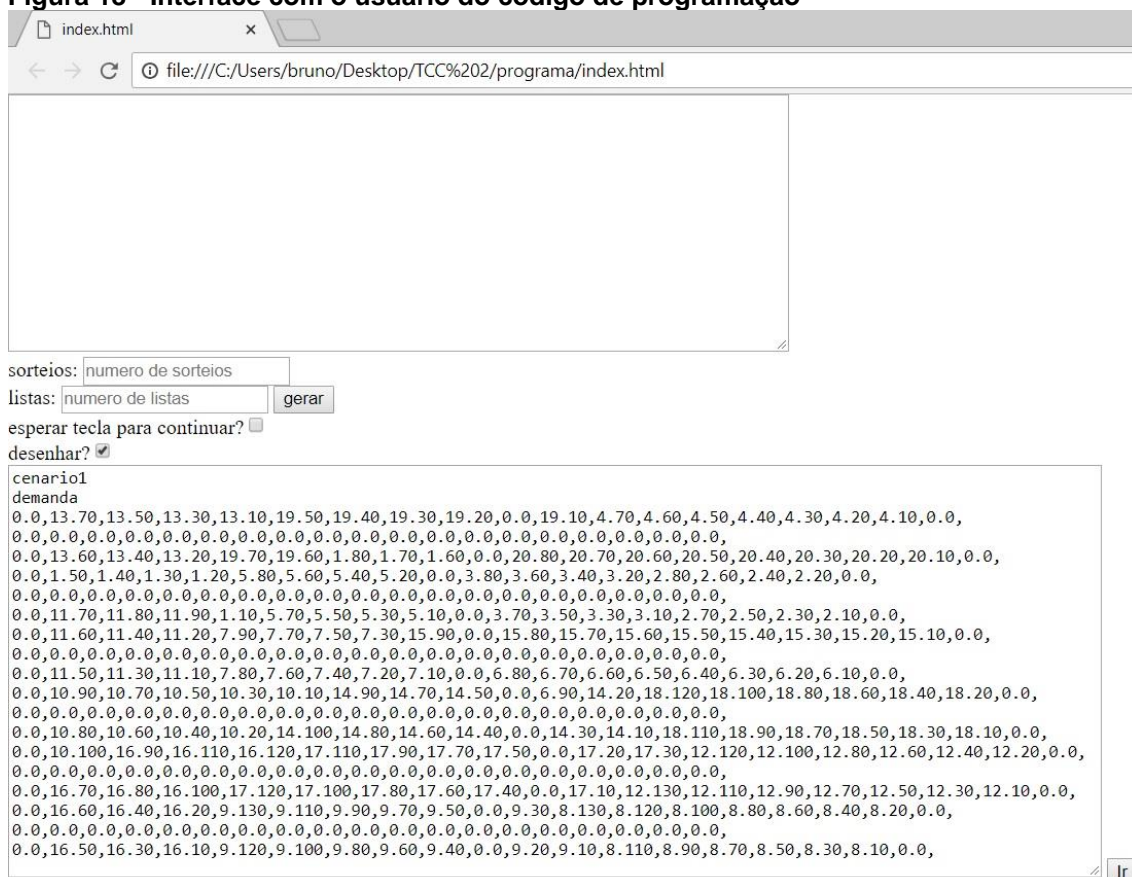 Figura 16 - Interface com o usuário do código de programação
index.html
file:///C:/Users/bruno/Desktop/TCC%202/programa/index.html
sorteios: numero de sorteios
listas: numero de listas gerar
esperar tecla para continuar?
desenhar?
cenario1
demanda
0.0,13.70,13.50,13.30,13.10,19.50,19.40,19.30,19.20,0.0,19.10,4.70,4.60,4.50,4.40,4.30,4.20,4.10,0.0,
0.0,0.0,0.0,0.0,0.0,0.0,0.0,0.0,0.0,0.0,0.0,0.0,0.0,0.0,0.0,0.0,0.0,0.0,0.0,
0.0,13.60,13.40,13.20,19.70,19.60,1.80,1.70,1.60,0.0,20.80,20.70,20.60,20.50,20.40,20.30,20.20,20.10,0.0,
0.0,1.50,1.40,1.30,1.20,5.80,5.60,5.40,5.20,0.0,3.80,3.60,3.40,3.20,2.80,2.60,2.40,2.20,0.0,
0.0,0.0,0.0,0.0,0.0,0.0,0.0,0.0,0.0,0.0,0.0,0.0,0.0,0.0,0.0,0.0,0.0,0.0,0.0,
0.0,11.70,11.80,11.90,1.10,5.70,5.50,5.30,5.10,0.0,3.70,3.50,3.30,3.10,2.70,2.50,2.30,2.10,0.0,
0.0,11.60,11.40,11.20,7.90,7.70,7.50,7.30,15.90,0.0,15.80,15.70,15.60,15.50,15.40,15.30,15.20,15.10,0.0,
0.0,0.0,0.0,0.0,0.0,0.0,0.0,0.0,0.0,0.0,0.0,0.0,0.0,0.0,0.0,0.0,0.0,0.0,0.0,
0.0,11.50,11.30,11.10,7.80,7.60,7.40,7.20,7.10,0.0,6.80,6.70,6.60,6.50,6.40,6.30,6.20,6.10,0.0,
0.0,10.90,10.70,10.50,10.30,10.10,14.90,14.70,14.50,0.0,6.90,14.20,18.120,18.100,18.80,18.60,18.40,18.20,0.0,
0.0,0.0,0.0,0.0,0.0,0.0,0.0,0.0,0.0,0.0,0.0,0.0,0.0,0.0,0.0,0.0,0.0,0.0,0.0,
0.0,10.80,10.60,10.40,10.20,14.100,14.80,14.60,14.40,0.0,14.30,14.10,18.110,18.90,18.70,18.50,18.30,18.10,0.0,
0.0,10.100,16.90,16.110,16.120,17.110,17.90,17.70,17.50,0.0,17.20,17.30,12.120,12.100,12.80,12.60,12.40,12.20,0.0,
0.0,0.0,0.0,0.0,0.0,0.0,0.0,0.0,0.0,0.0,0.0,0.0,0.0,0.0,0.0,0.0,0.0,0.0,0.0,
0.0,16.70,16.80,16.100,17.120,17.100,17.80,17.60,17.40,0.0,17.10,12.130,12.110,12.90,12.70,12.50,12.30,12.10,0.0,
0.0,16.60,16.40,16.20,9.130,9.110,9.90,9.70,9.50,0.0,9.30,8.130,8.120,8.100,8.80,8.60,8.40,8.20,0.0,
0.0,0.0,0.0,0.0,0.0,0.0,0.0,0.0,0.0,0.0,0.0,0.0,0.0,0.0,0.0,0.0,0.0,0.0,0.0,
0.0,16.50,16.30,16.10,9.120,9.100,9.80,9.60,9.40,0.0,9.20,9.10,8.110,8.90,8.70,8.50,8.30,8.10,0.0,
Ir